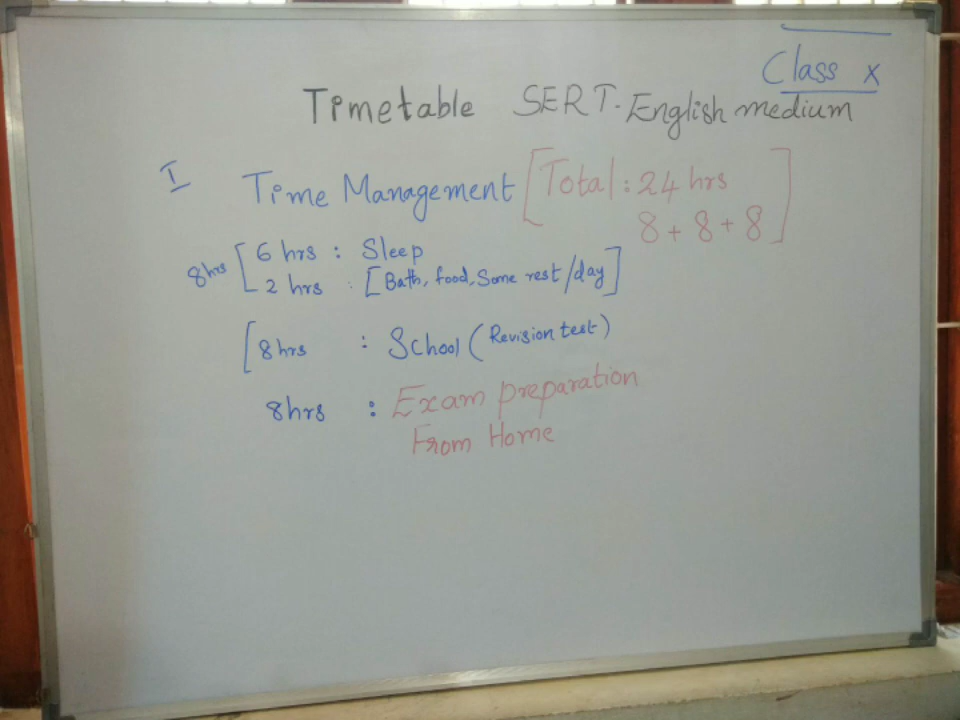 Class x
Timetable SERT. English medium
I Time Management [Total : 24 hrs
8 + 8 + 8]
8hrs [6 hrs : Sleep
2 hrs : [Bath, food, Some rest/day]
[8hrs : School (Revision test)
8hrs : Exam preparation
From Home